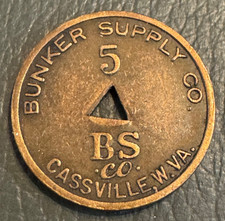 BUNKER SUPPLY CO.
5
BS
.CO.
CASSVILLE, W.VA.